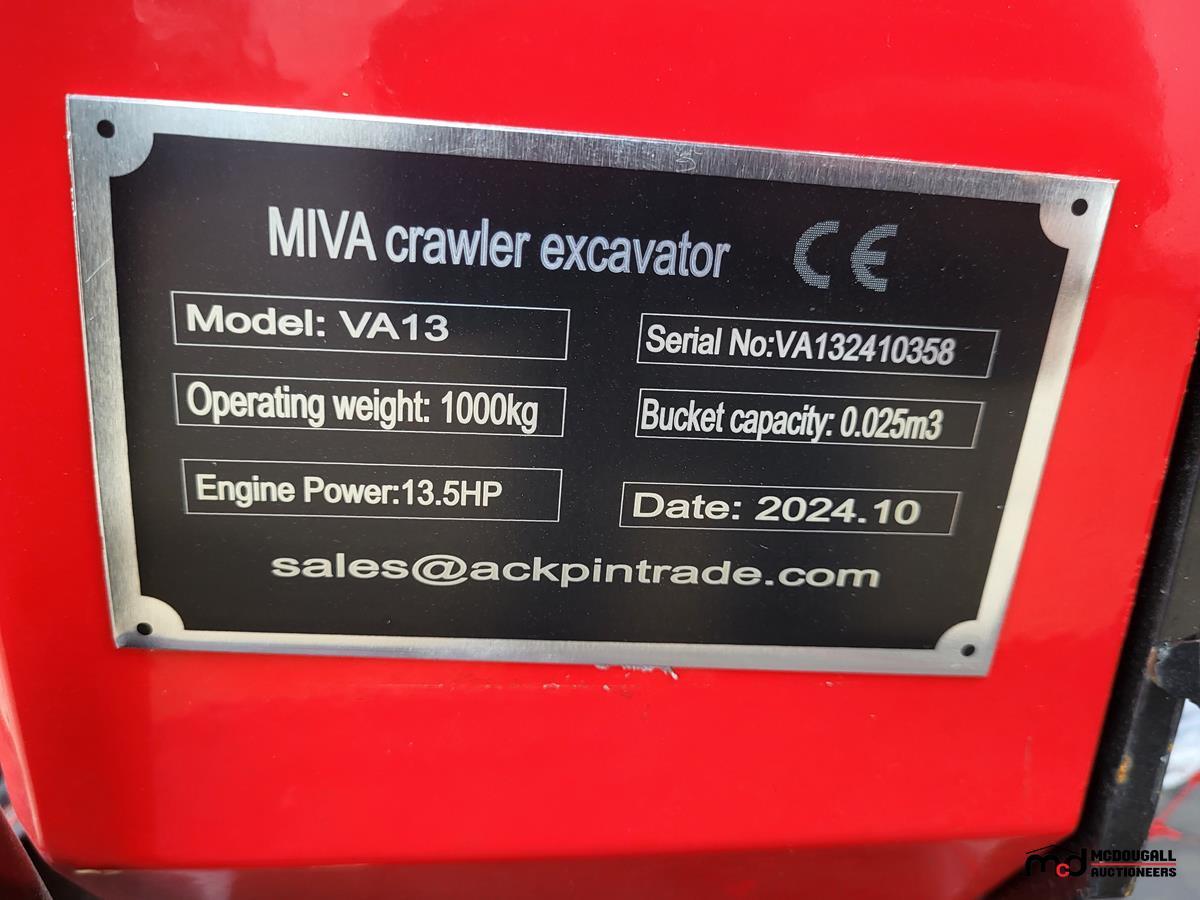 MIVA crawler excavator CE
Model: VA13
Serial No:VA132410358
Operating weight: 1000kg
Bucket capacity: 0.025m3
Engine Power:13.5HP
Date: 2024.10
sales@ackpintrade.com
mcd MCDOUGALL
AUCTIONEERS